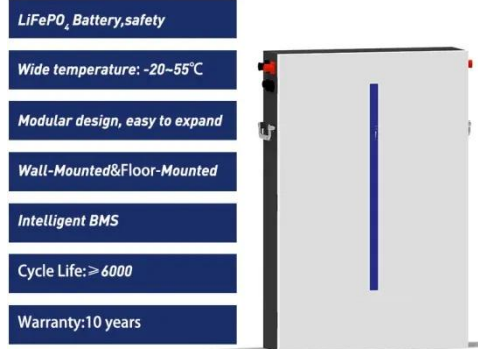 LiFePO₄ Battery,safety
Wide temperature: -20~55℃
Modular design, easy to expand
Wall-Mounted&Floor-Mounted
Intelligent BMS
Cycle Life:≥6000
Warranty:10 years